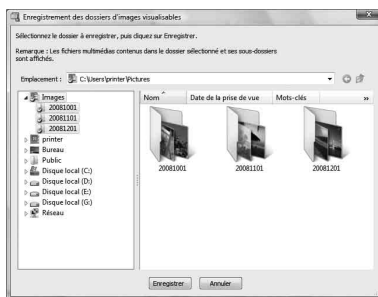 Enregistrement des dossiers d'images visualisables
Sélectionnez le dossier à enregistrer, puis cliquez sur Enregistrer.
Remarque : Les fichiers multimédias contenus dans le dossier sélectionné et ses sous-dossiers
sont affichés.
Emplacement : C:\Users\printer\Pictures
Images
20081001
20081101
20081201
printer
Bureau
Public
Disque local (C:)
Disque local (D:)
Disque local (E:)
Disque local (G:)
Réseau
Nom Date de la prise de vue Mots-clés »
20081001 20081101 20081201
Enregistrer Annuler